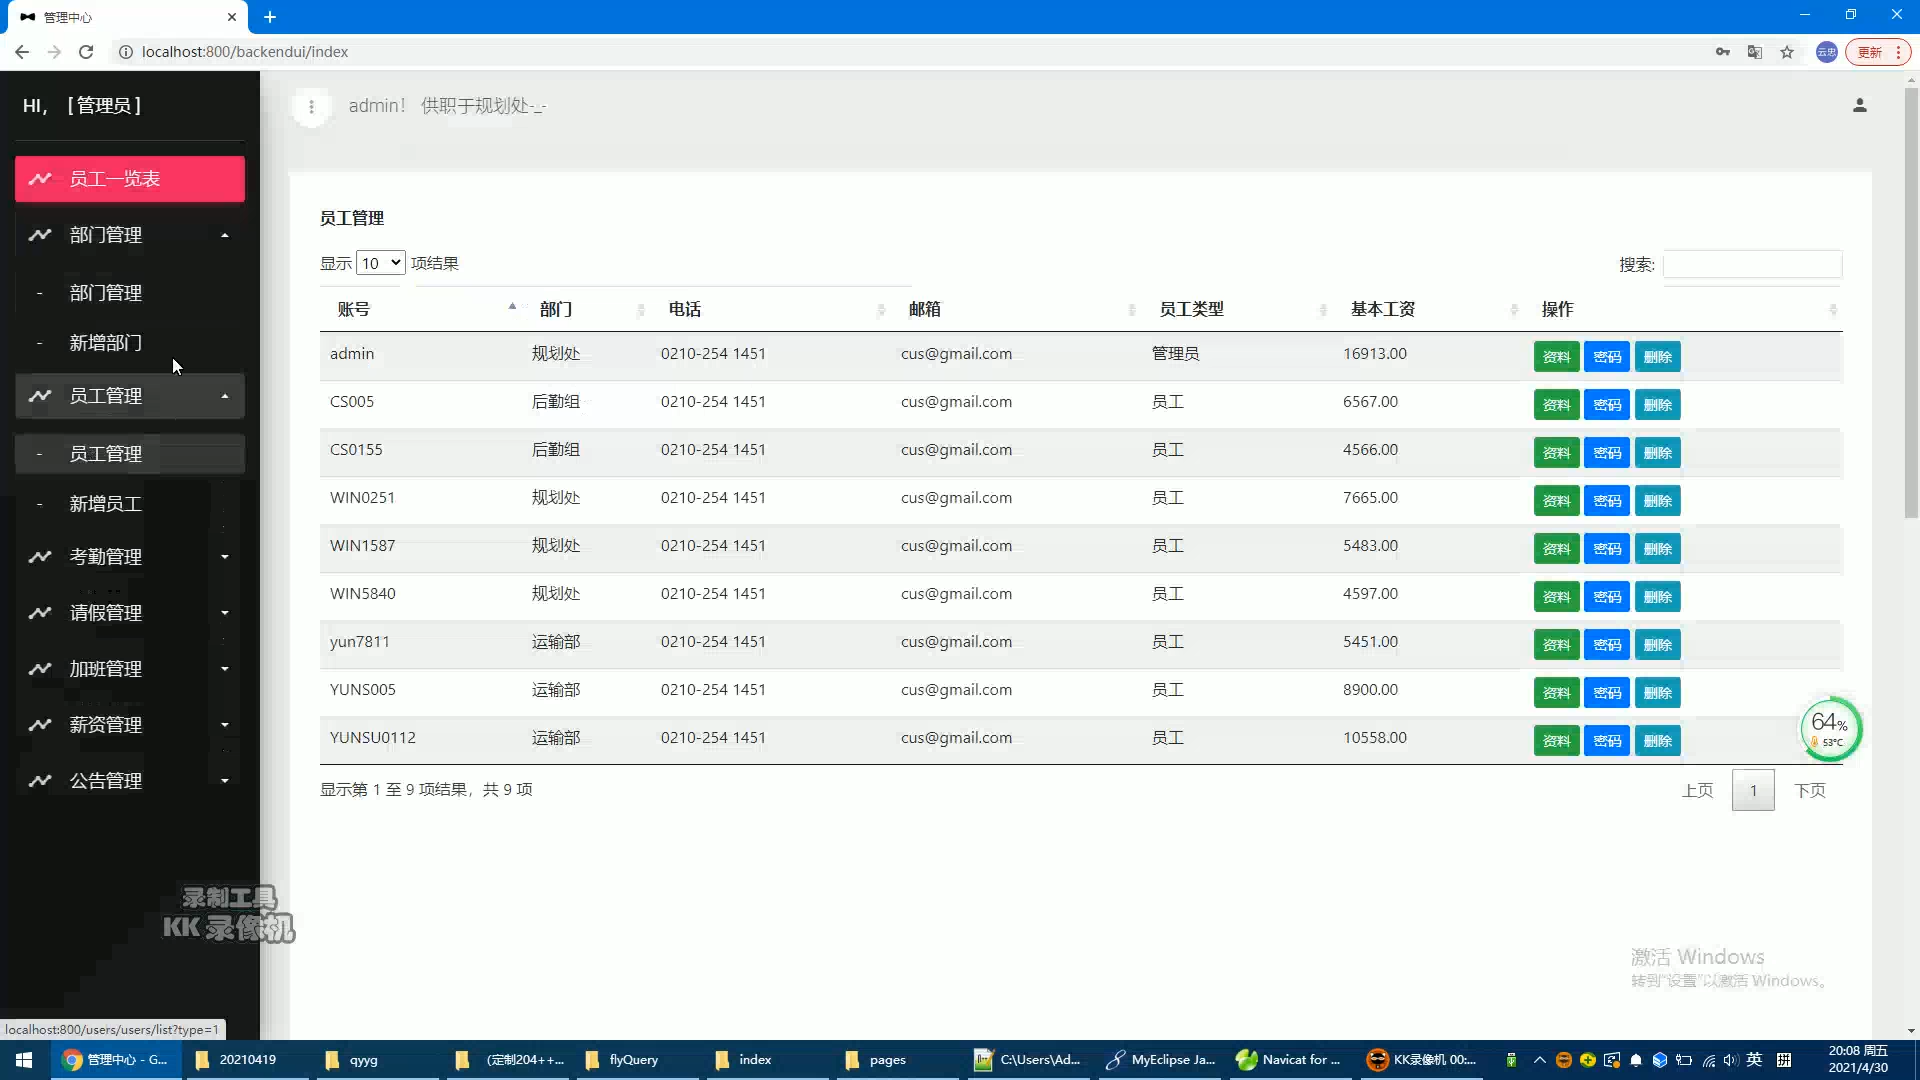 管理中心
localhost:800/backendui/index
云忠
更新
HI, [管理员]
admin! 供职于规划处-_-
员工一览表
部门管理
- 部门管理
- 新增部门
员工管理
- 员工管理
- 新增员工
考勤管理
请假管理
加班管理
薪资管理
公告管理
员工管理
显示 10 项结果
搜索:
账号 部门 电话 邮箱 员工类型 基本工资 操作
admin 规划处 0210-254 1451 cus@gmail.com 管理员 16913.00 资料 密码 删除
CS005 后勤组 0210-254 1451 cus@gmail.com 员工 6567.00 资料 密码 删除
CS0155 后勤组 0210-254 1451 cus@gmail.com 员工 4566.00 资料 密码 删除
WIN0251 规划处 0210-254 1451 cus@gmail.com 员工 7665.00 资料 密码 删除
WIN1587 规划处 0210-254 1451 cus@gmail.com 员工 5483.00 资料 密码 删除
WIN5840 规划处 0210-254 1451 cus@gmail.com 员工 4597.00 资料 密码 删除
yun7811 运输部 0210-254 1451 cus@gmail.com 员工 5451.00 资料 密码 删除
YUNS005 运输部 0210-254 1451 cus@gmail.com 员工 8900.00 资料 密码 删除
YUNSU0112 运输部 0210-254 1451 cus@gmail.com 员工 10558.00 资料 密码 删除
显示第 1 至 9 项结果，共 9 项
上页 1 下页
64%
53°C
录制工具
KK 录像机
激活 Windows
转到"设置"以激活 Windows。
localhost:800/users/users/list?type=1
管理中心 - G...
20210419
qyyg
(定制204++...
flyQuery
index
pages
C:\Users\Ad...
MyEclipse Ja...
Navicat for ...
KK录像机 00:...
英
拼
20:08 周五
2021/4/30